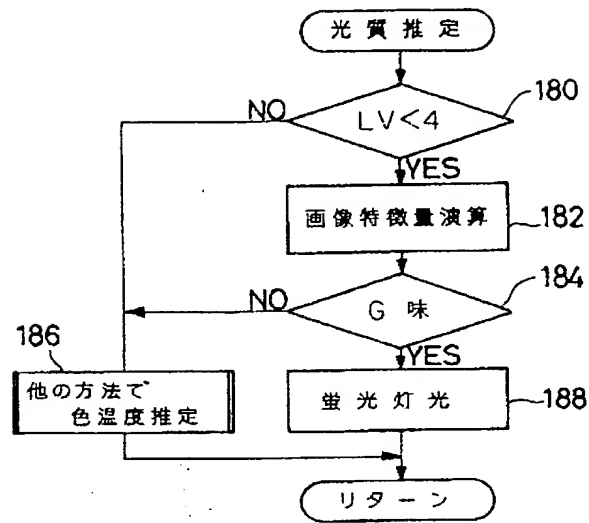 光質推定
180
NO
LV<4
YES
画像特徴量演算
182
184
NO
G味
186
YES
他の方法で
色温度推定
蛍光灯光
188
リターン